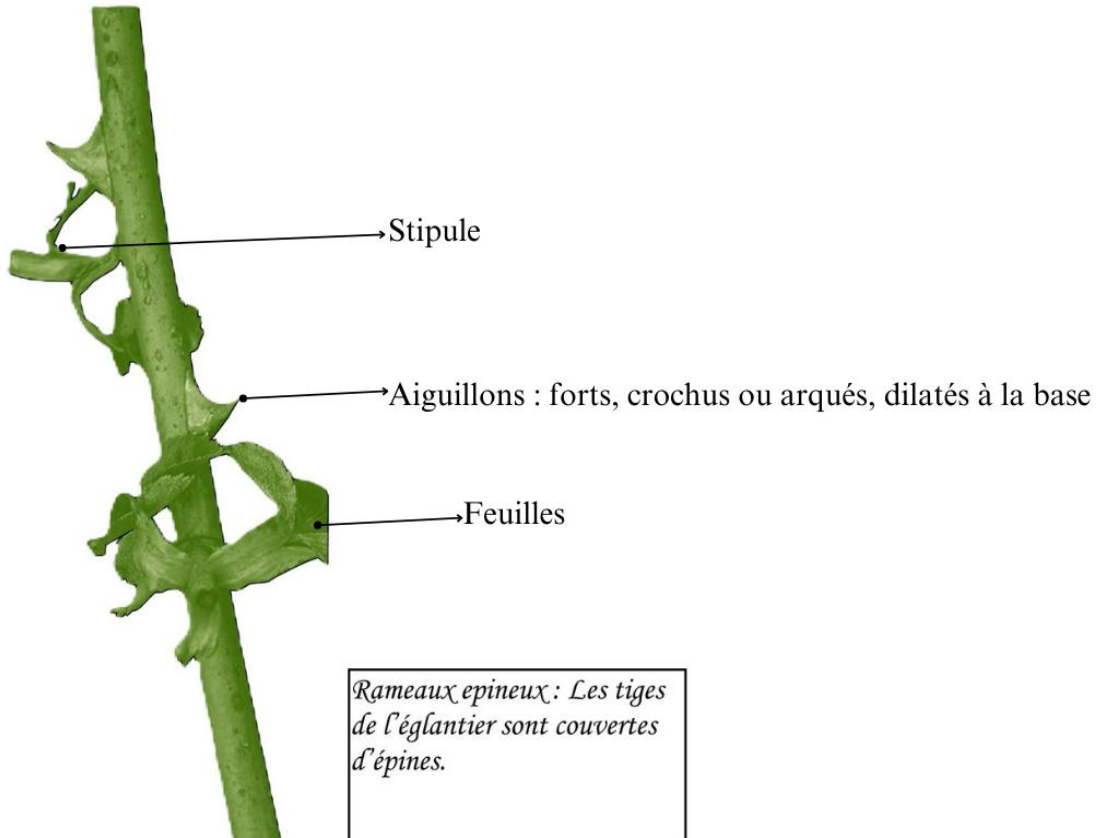 Stipule
Aiguillons : forts, crochus ou arqués, dilatés à la base
Feuilles
Rameaux epineux : Les tiges
de l'églantier sont couvertes
d'épines.